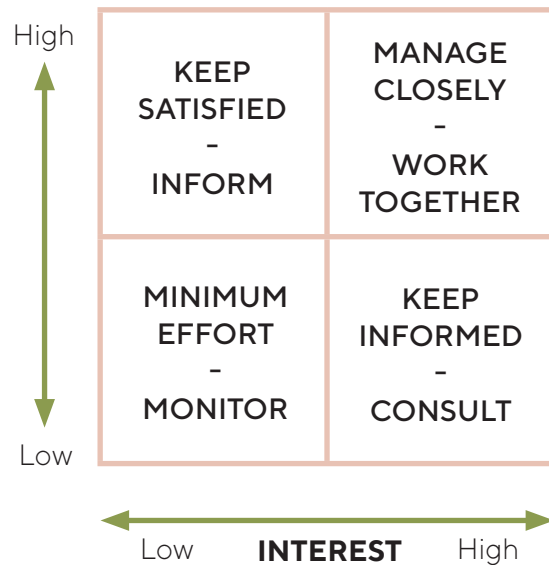 High
KEEP
SATISFIED
-
INFORM
MANAGE
CLOSELY
-
WORK
TOGETHER
MINIMUM
EFFORT
-
MONITOR
KEEP
INFORMED
-
CONSULT
Low
Low INTEREST High